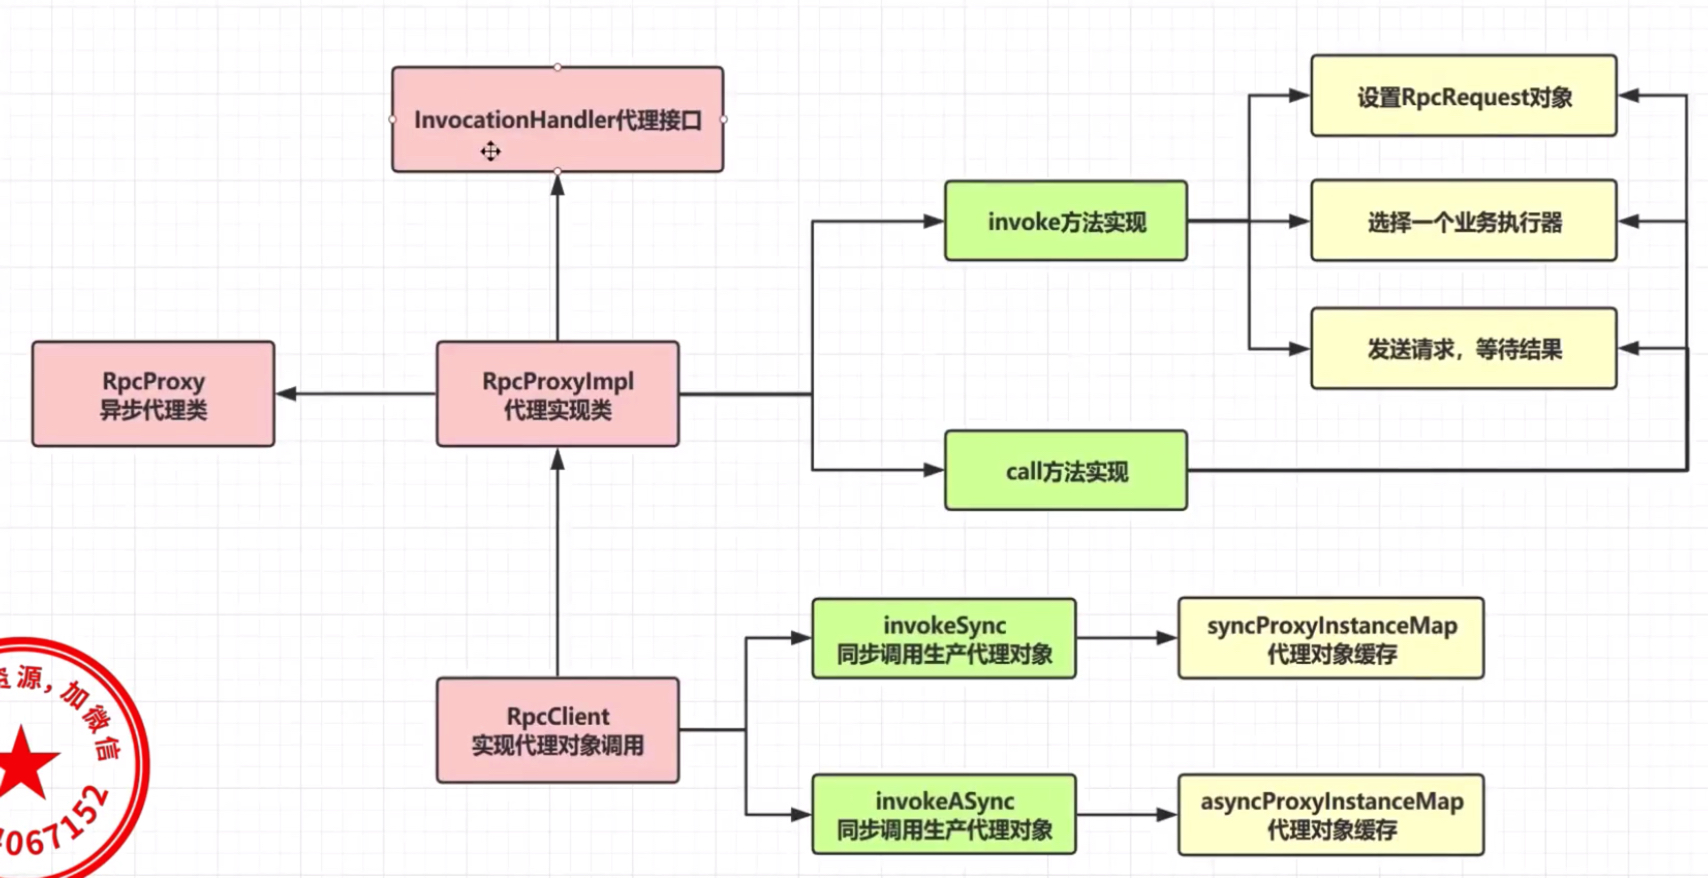 InvocationHandler代理接口
设置RpcRequest对象
invoke方法实现
选择一个业务执行器
发送请求，等待结果
RpcProxy
异步代理类
RpcProxyImpl
代理实现类
call方法实现
invokeSync
同步调用生产代理对象
syncProxyInstanceMap
代理对象缓存
RpcClient
实现代理对象调用
invokeASync
同步调用生产代理对象
asyncProxyInstanceMap
代理对象缓存
源，加微信
067152